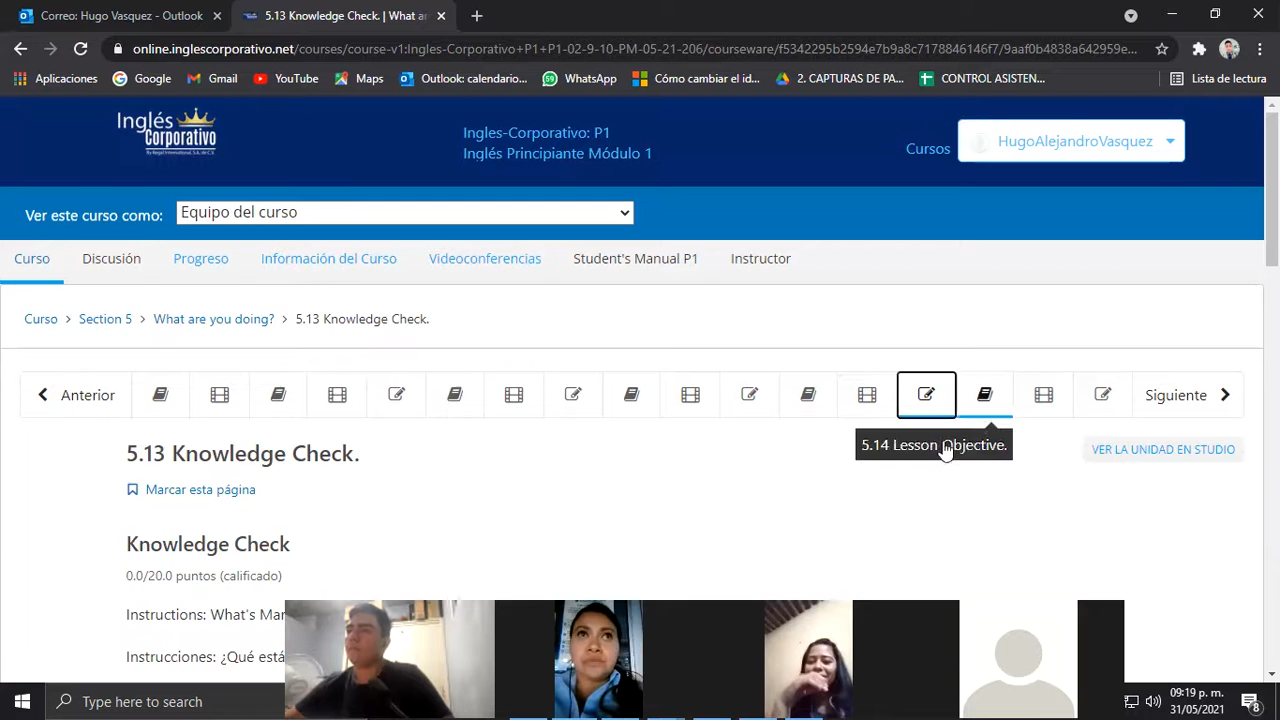 Correo: Hugo Vasquez - Outlook
5.13 Knowledge Check. | What ar
online.inglescorporativo.net/courses/course-v1:Ingles-Corporativo+P1+P1-02-9-10-PM-05-21-206/courseware/f5342295b2594e7b9a8c7178846146f7/9aaf0b4838a642959e...
Aplicaciones
Google
Gmail
YouTube
Maps
Outlook: calendario...
59
WhatsApp
Cómo cambiar el id...
2. CAPTURAS DE PA...
CONTROL ASISTEN...
Lista de lectura
Inglés
Corporativo
By Regal International, S.A. de C.V.
Ingles-Corporativo: P1
Inglés Principiante Módulo 1
Cursos
HugoAlejandroVasquez
Ver este curso como:
Equipo del curso
Curso
Discusión
Progreso
Información del Curso
Videoconferencias
Student's Manual P1
Instructor
Curso > Section 5 > What are you doing? > 5.13 Knowledge Check.
Anterior
Siguiente
5.14 Lesson Objective.
5.13 Knowledge Check.
VER LA UNIDAD EN STUDIO
Marcar esta página
Knowledge Check
0.0/20.0 puntos (calificado)
Instructions: What's Mar
Instrucciones: ¿Qué está
Type here to search
09:19 p. m.
31/05/2021
8